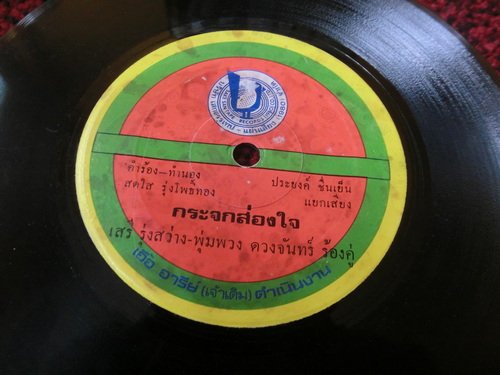 คำร้อง-ทำนอง
สดใส รุ่งโพธิ์ทอง
ประยงค์ ชื่นเย็น
แยกเสียง
กระจกส่องใจ
เสรี รุ่งสว่าง-พุ่มพวง ดวงจันทร์ ร้องคู่
อารีย์ (เจ้าเดิม) ดำเนินงาน